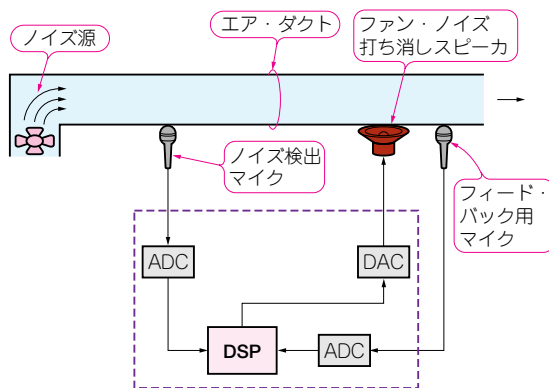 ノイズ源
エア・ダクト
ファン・ノイズ
打ち消しスピーカ
ノイズ検出
マイク
フィード・
バック用
マイク
ADC
DAC
DSP
ADC